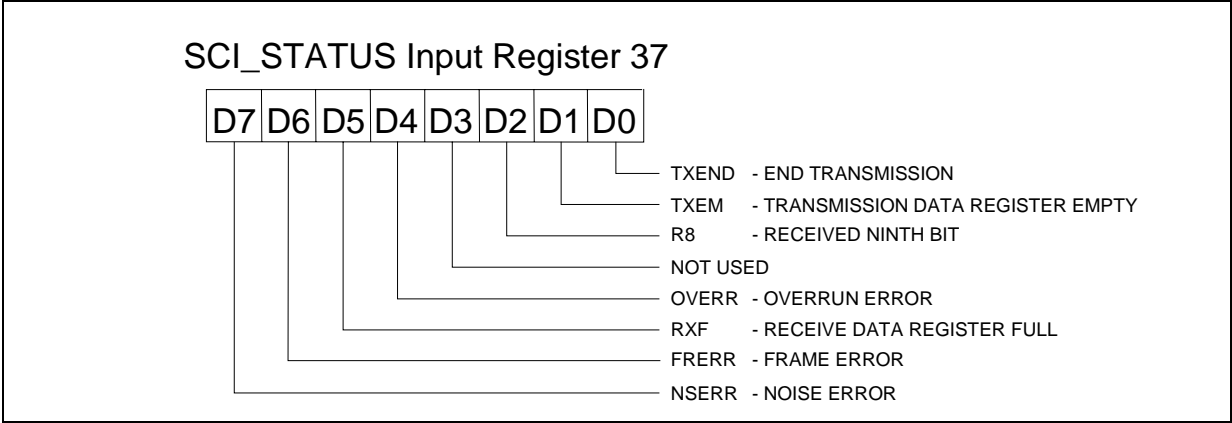 SCI_STATUS Input Register 37
D7 D6 D5 D4 D3 D2 D1 D0
TXEND - END TRANSMISSION
TXEM - TRANSMISSION DATA REGISTER EMPTY
R8 - RECEIVED NINTH BIT
NOT USED
OVERR - OVERRUN ERROR
RXF - RECEIVE DATA REGISTER FULL
FRERR - FRAME ERROR
NSERR - NOISE ERROR